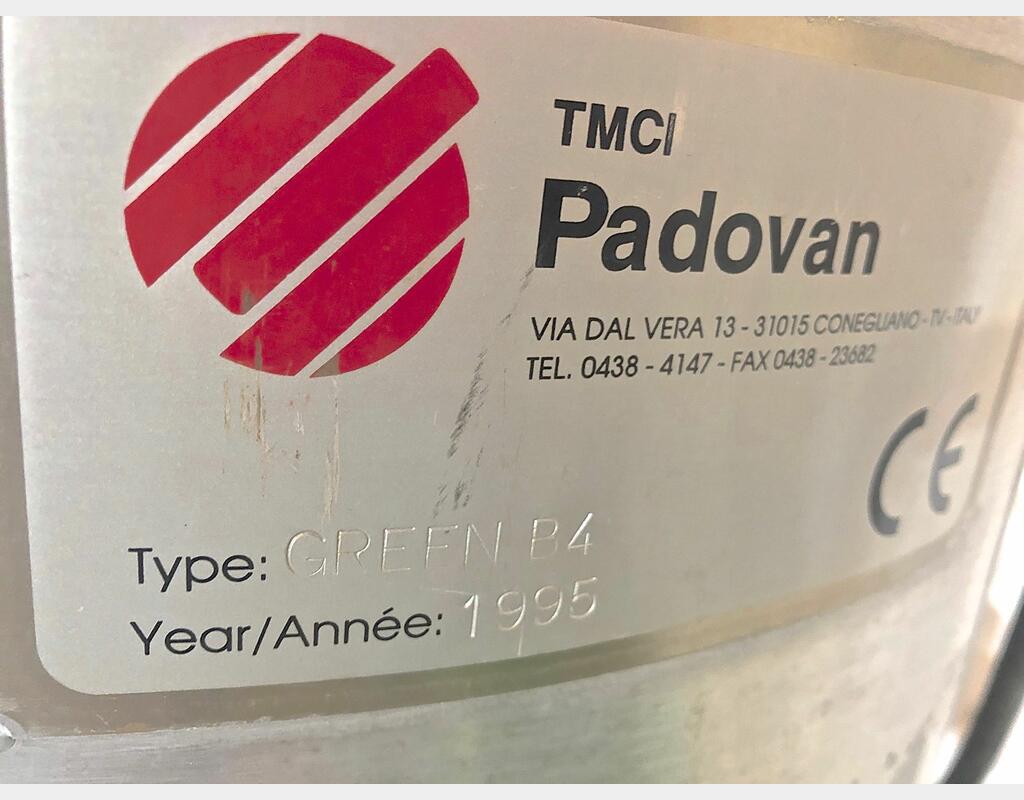 TMCI
Padovan
VIA DAL VERA 13 - 31015 CONEGLIANO - TV - ITALY
TEL. 0438 - 4147 - FAX 0438 - 23682
CE
Type: GREEN B4
Year/Année: 1995